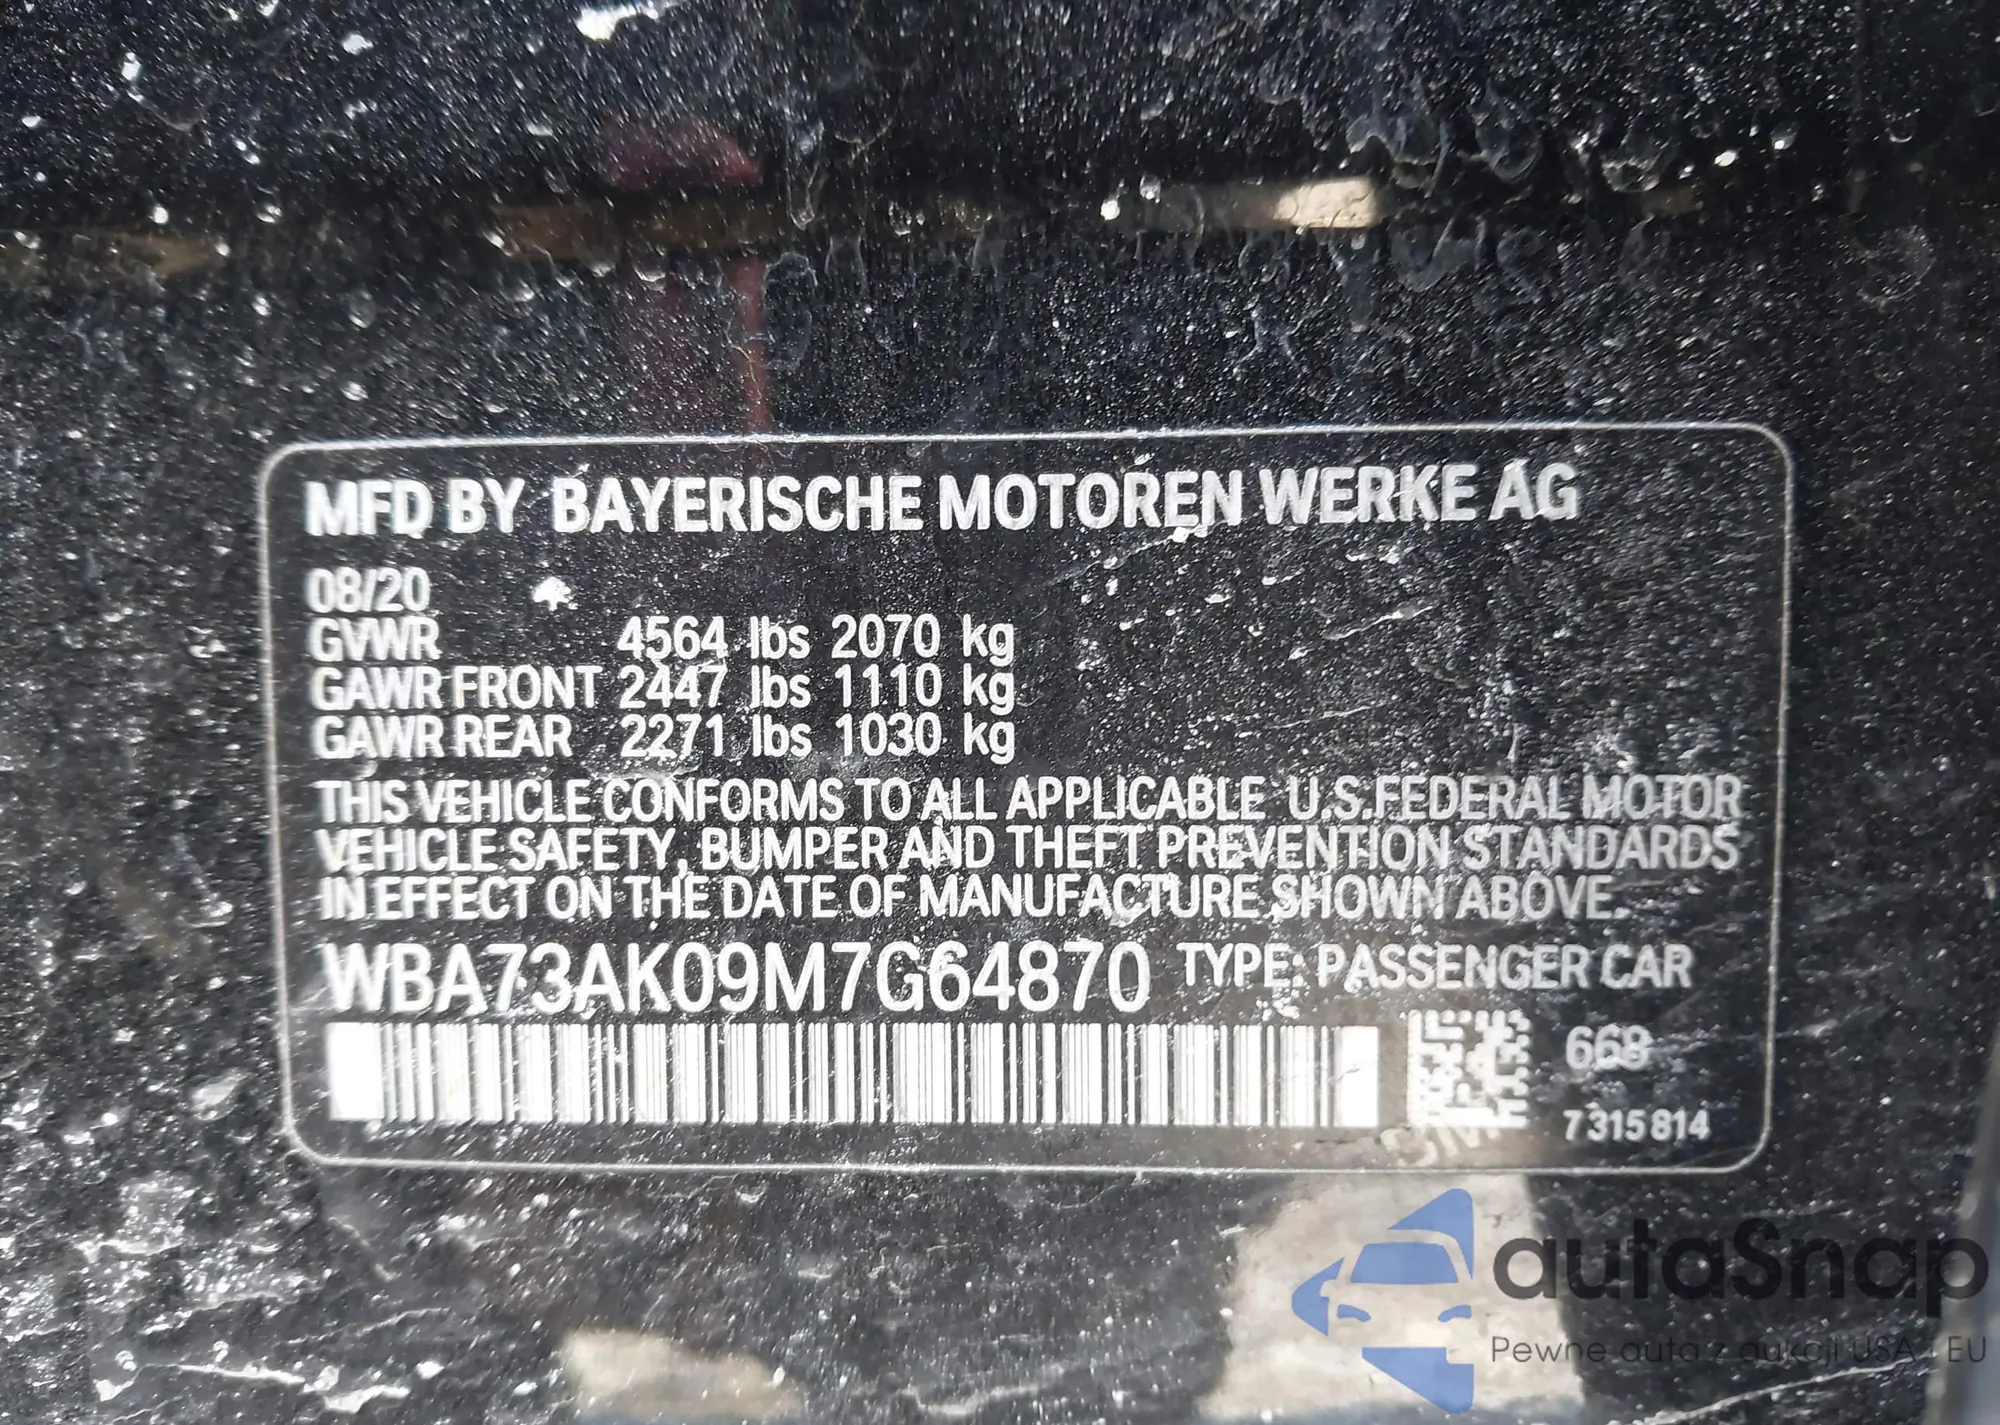 MFD BY BAYERISCHE MOTOREN WERKE AG
08/20
GVWR 4564 lbs 2070 kg
GAWR FRONT 2447 lbs 1110 kg
GAWR REAR 2271 lbs 1030 kg
THIS VEHICLE CONFORMS TO ALL APPLICABLE U.S.FEDERAL MOTOR
VEHICLE SAFETY, BUMPER AND THEFT PREVENTION STANDARDS
IN EFFECT ON THE DATE OF MANUFACTURE SHOWN ABOVE.
WBA73AK09M7G64870 TYPE: PASSENGER CAR
668
7 315 814
autaSnap
Pewne auta z aukcji USA i EU